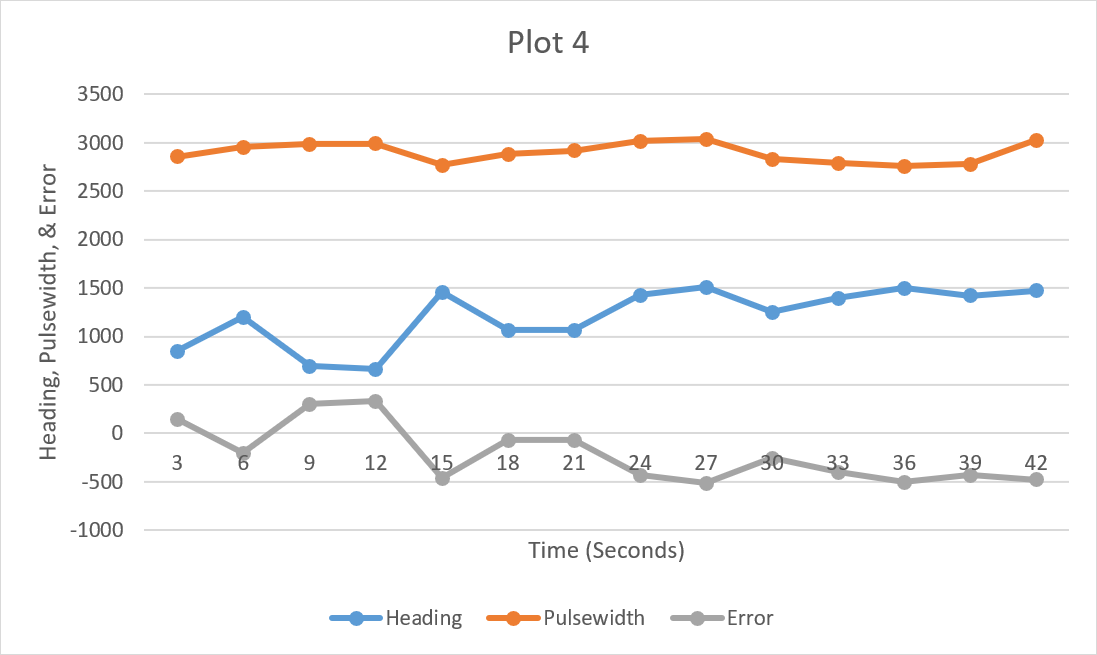 Plot 4
3500
3000
2500
2000
1500
1000
500
0
-500
-1000
Heading, Pulsewidth, & Error
3 6 9 12 15 18 21 24 27 30 33 36 39 42
Time (Seconds)
Heading Pulsewidth Error